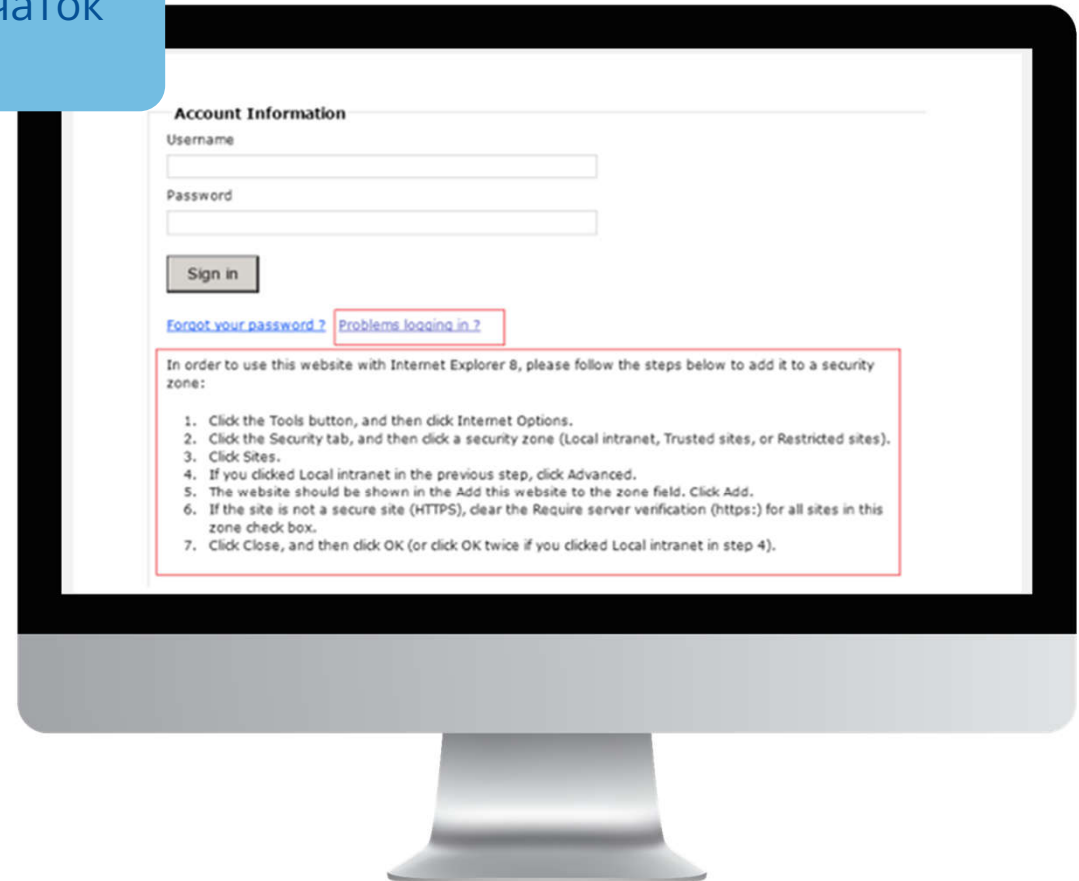 чаток
Account Information
Username
Password
Sign in
Forgot your password ? Problems logging in ?
In order to use this website with Internet Explorer 8, please follow the steps below to add it to a security
zone:
1. Click the Tools button, and then click Internet Options.
2. Click the Security tab, and then click a security zone (Local intranet, Trusted sites, or Restricted sites).
3. Click Sites.
4. If you clicked Local intranet in the previous step, click Advanced.
5. The website should be shown in the Add this website to the zone field. Click Add.
6. If the site is not a secure site (HTTPS), clear the Require server verification (https:) for all sites in this
zone check box.
7. Click Close, and then click OK (or click OK twice if you clicked Local intranet in step 4).